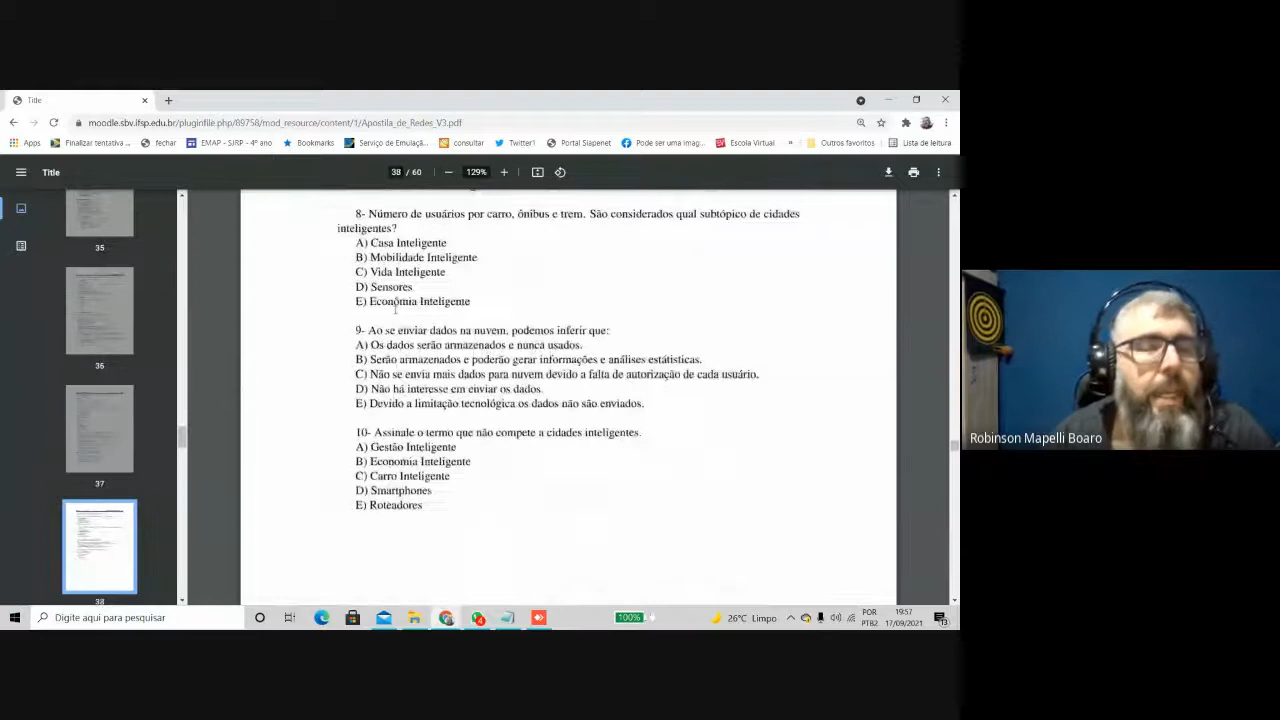 Title
moodle.sbv.ifsp.edu.br/pluginfile.php/89758/mod_resource/content/1/Apostila_de_Redes_V3.pdf
Apps Finalizar tentativa ... fechar EMAP - SJRP - 4º ano Bookmarks Serviço de Emulaçã... consultar Twitter1 Portal Siapenet Pode ser uma imag... Escola Virtual » Outros favoritos Lista de leitura
Title 38 / 60 129%
35
36
37
38
8- Número de usuários por carro, ônibus e trem. São considerados qual subtópico de cidades
inteligentes?
A) Casa Inteligente
B) Mobilidade Inteligente
C) Vida Inteligente
D) Sensores
E) Economia Inteligente
9- Ao se enviar dados na nuvem, podemos inferir que:
A) Os dados serão armazenados e nunca usados.
B) Serão armazenados e poderão gerar informações e análises estátisticas.
C) Não se envia mais dados para nuvem devido a falta de autorização de cada usuário.
D) Não há interesse em enviar os dados
E) Devido a limitação tecnológica os dados não são enviados.
10- Assinale o termo que não compete a cidades inteligentes.
A) Gestão Inteligente
B) Economia Inteligente
C) Carro Inteligente
D) Smartphones
E) Roteadores
Robinson Mapelli Boaro
Digite aqui para pesquisar
4
100%
26°C Limpo
POR
PTB2
19:57
17/09/2021
13